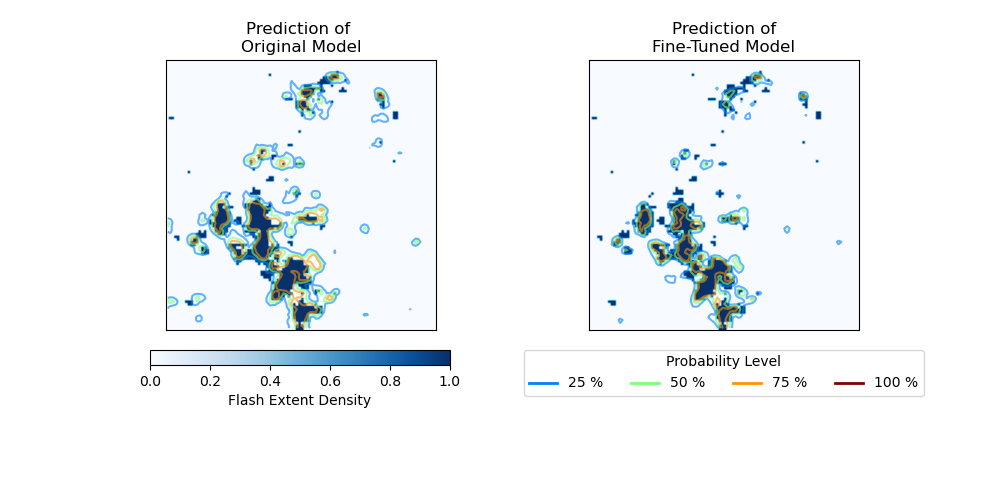 Prediction of
Original Model
Prediction of
Fine-Tuned Model
0.0 0.2 0.4 0.6 0.8 1.0
Flash Extent Density
Probability Level
25 % 50 % 75 % 100 %